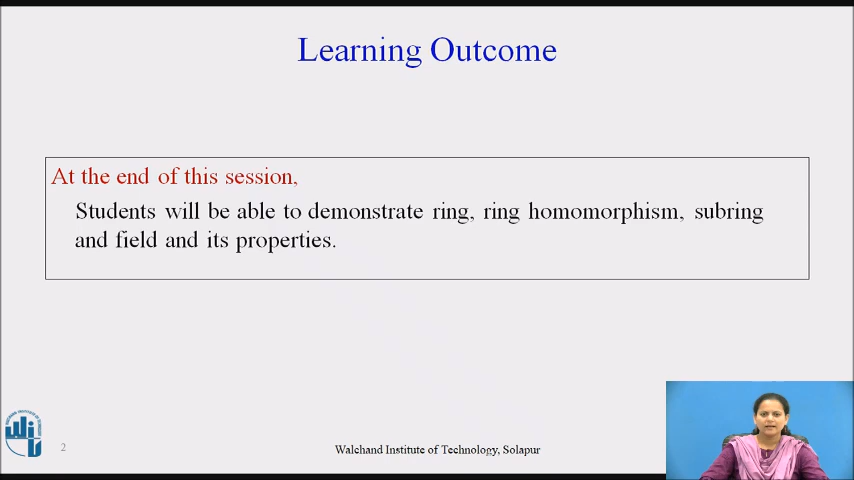 Learning Outcome
At the end of this session,
Students will be able to demonstrate ring, ring homomorphism, subring
and field and its properties.
2
Walchand Institute of Technology, Solapur